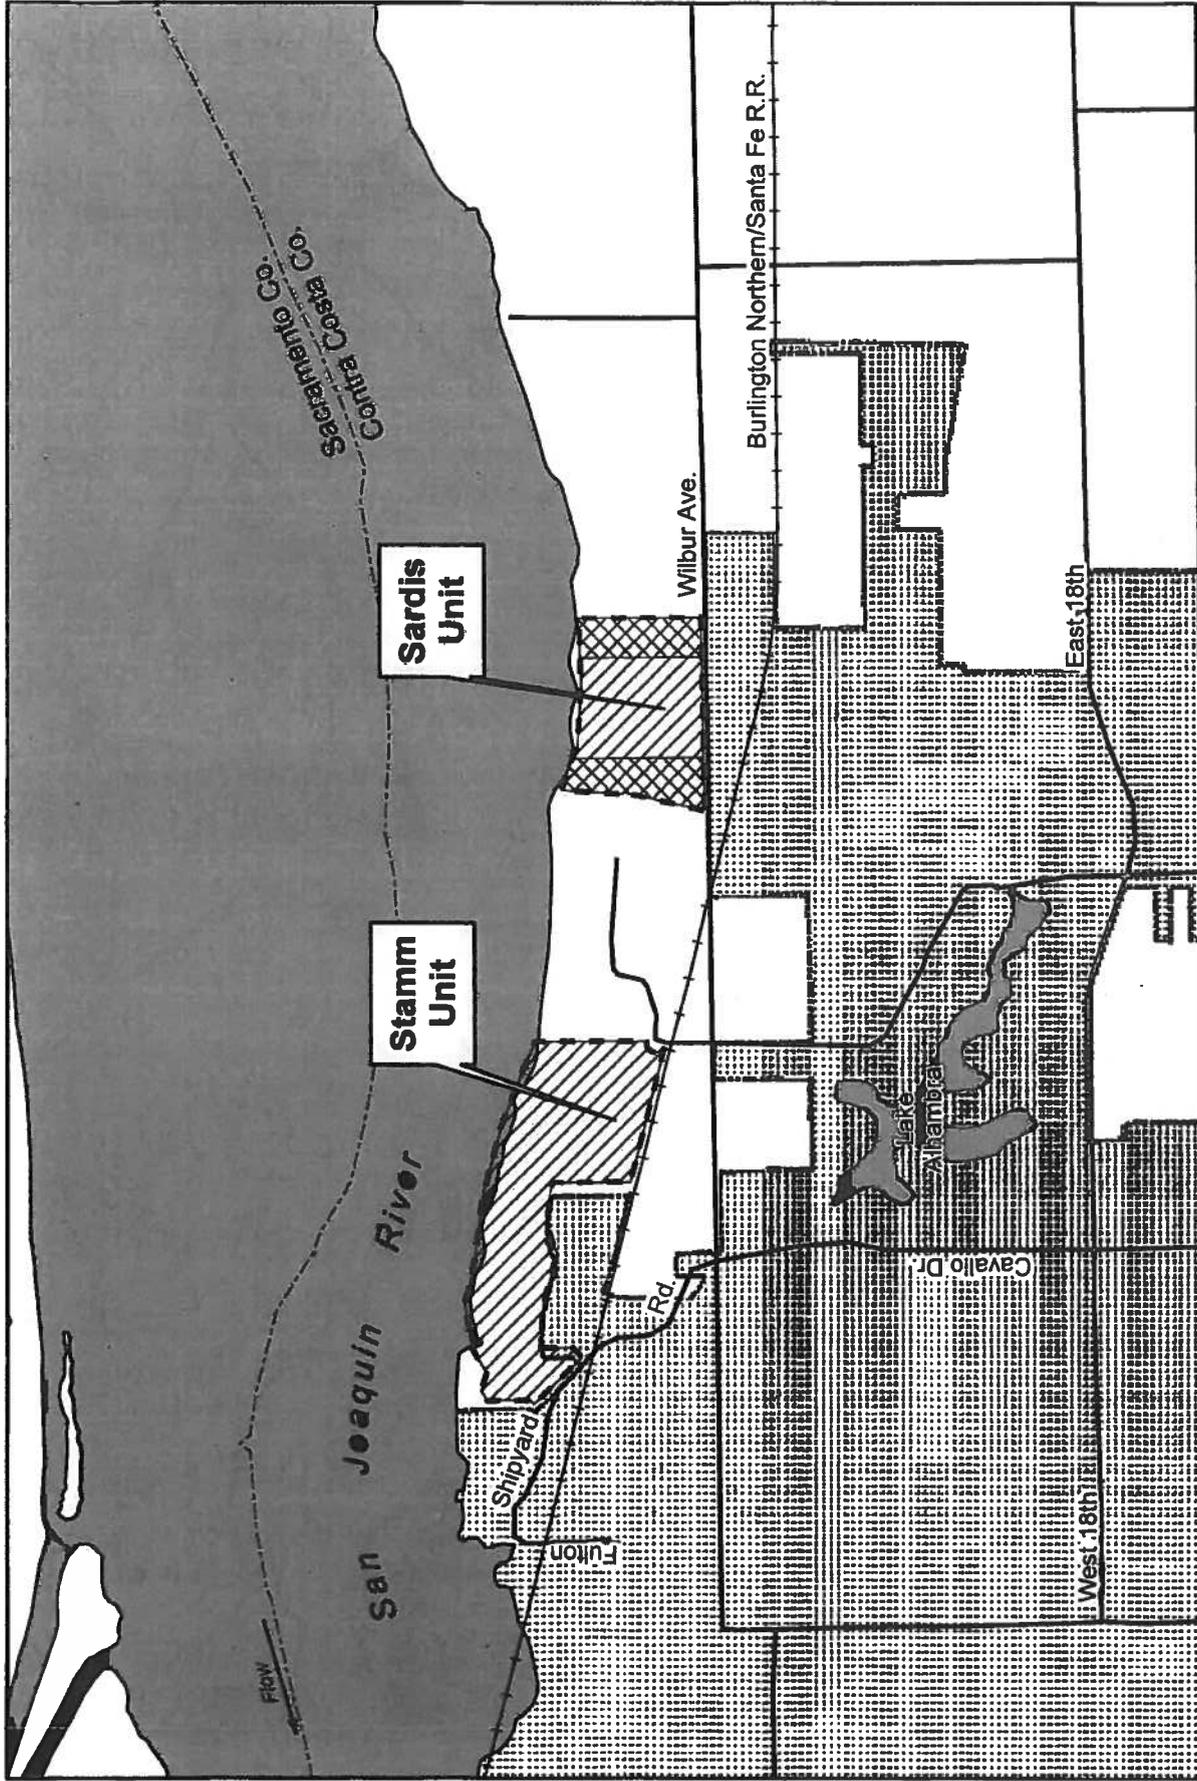 Sacramento Co.
Contra Costa Co.
Sardis
Unit
Stamm
Unit
San Joaquin River
Flow
Wilbur Ave.
Burlington Northern/Santa Fe R.R.
East 18th
West 18th
Lake
Alhambra
Cavallo Dr.
Shipyard
Rd.
Fulton